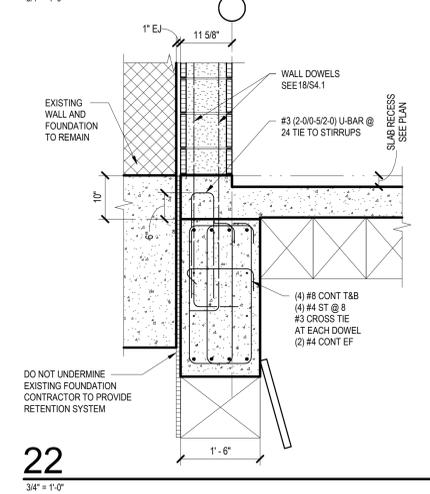 1" EJ
11 5/8"
WALL DOWELS
SEE 18/S4.1
EXISTING
WALL AND
FOUNDATION
TO REMAIN
#3 (2-0/0-5/2-0) U-BAR @
24 TIE TO STIRRUPS
SLAB RECESS
SEE PLAN
10"
6"
(4) #8 CONT T&B
(4) #4 ST @ 8
#3 CROSS TIE
AT EACH DOWEL
(2) #4 CONT EF
DO NOT UNDERMINE
EXISTING FOUNDATION
CONTRACTOR TO PROVIDE
RETENTION SYSTEM
1' - 6"
22
3/4" = 1'-0"